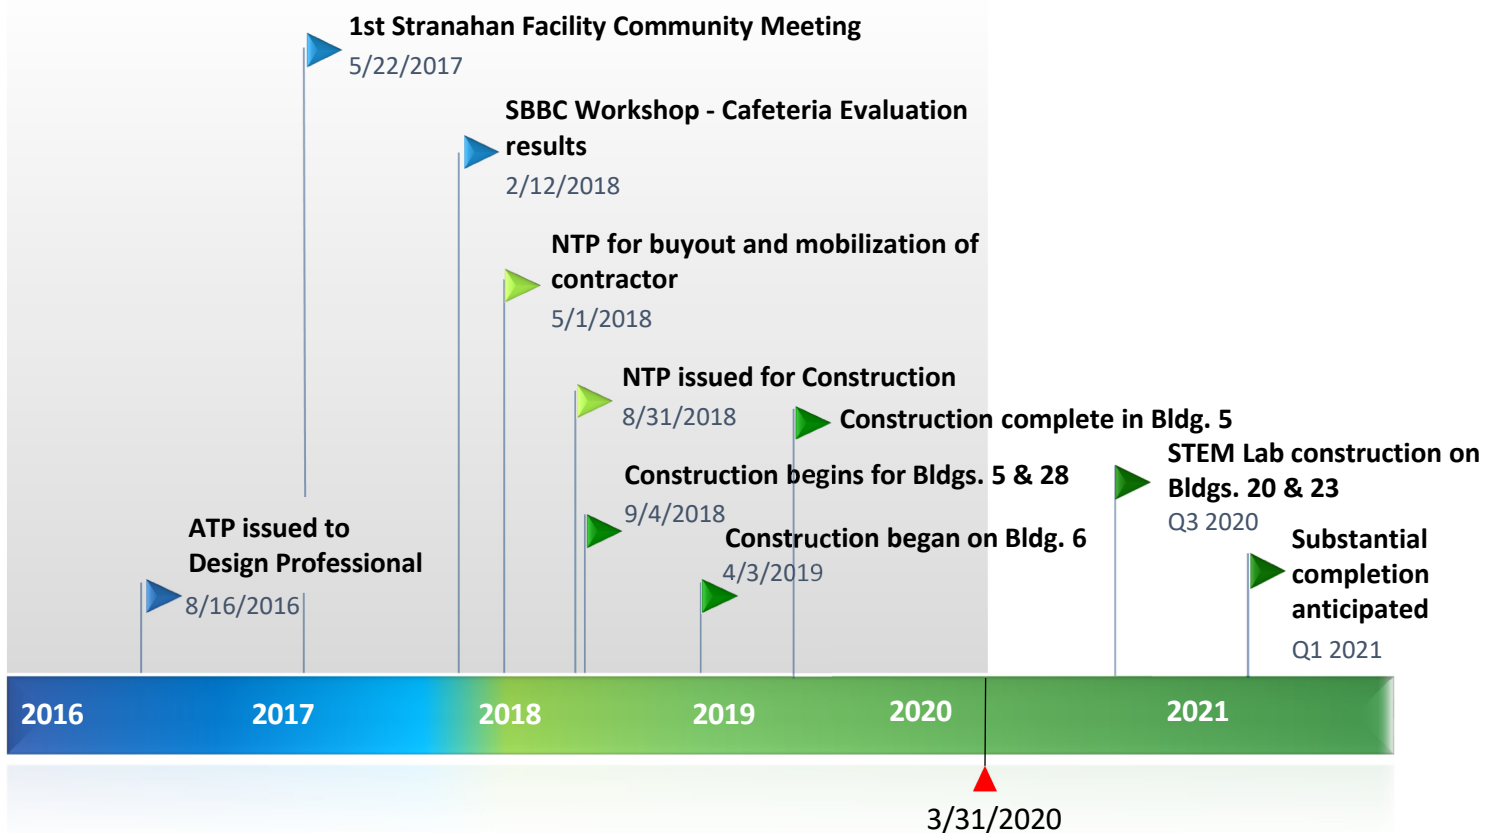 1st Stranahan Facility Community Meeting
5/22/2017
SBBC Workshop - Cafeteria Evaluation
results
2/12/2018
NTP for buyout and mobilization of
contractor
5/1/2018
NTP issued for Construction
8/31/2018
Construction complete in Bldg. 5
Construction begins for Bldgs. 5 & 28
9/4/2018
STEM Lab construction on
Bldgs. 20 & 23
Q3 2020
Construction began on Bldg. 6
4/3/2019
ATP issued to
Design Professional
8/16/2016
Substantial
completion
anticipated
Q1 2021
2016 2017 2018 2019 2020 2021
3/31/2020